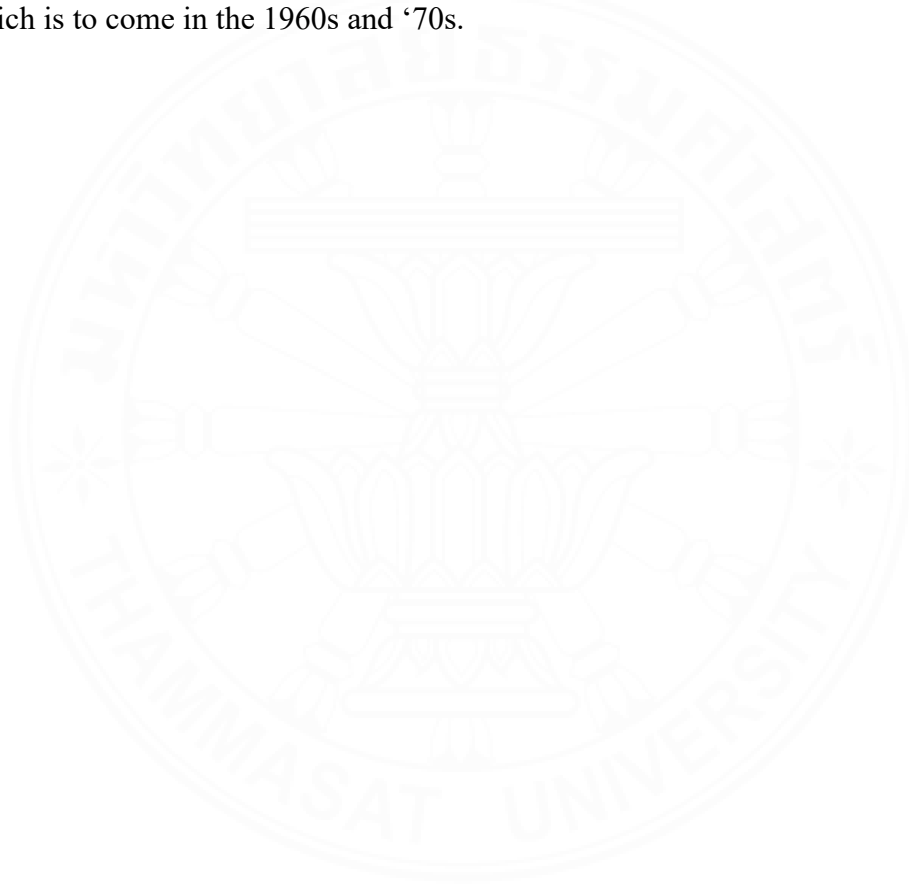 ich is to come in the 1960s and ‘70s.
มหาวิทยาลัยธรรมศาสตร์
THAMMASAT UNIVERSITY